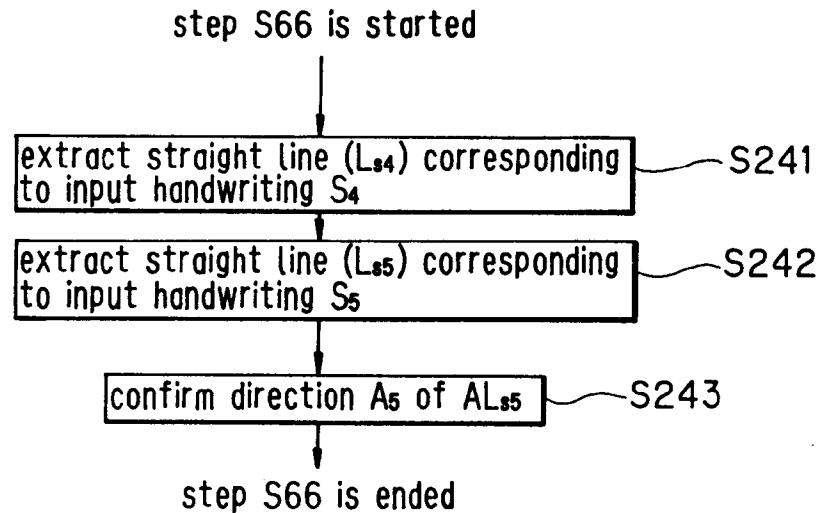 step S66 is started
extract straight line (Ls4) corresponding
to input handwriting S4
S241
extract straight line (Ls5) corresponding
to input handwriting S5
S242
confirm direction A5 of ALs5
S243
step S66 is ended